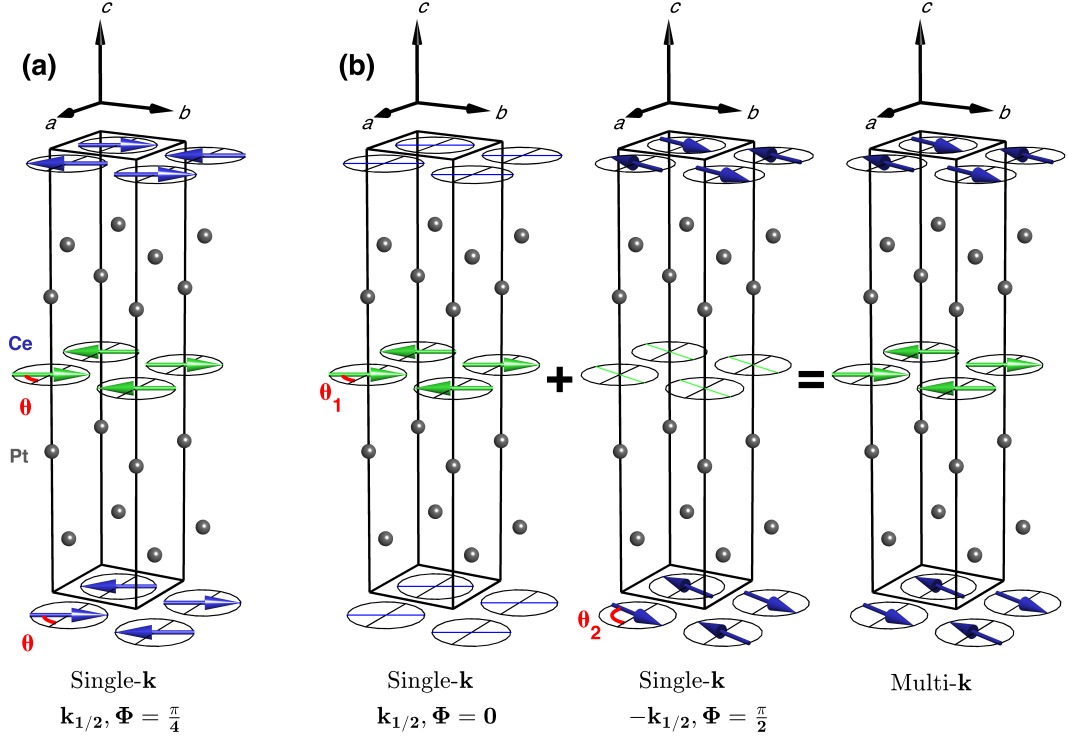 c
c
c
(a)
(b)
a
b
a
b
a
b
Ce
θ
θ1
+
=
Pt
θ
θ2
Single-k
Single-k
Single-k
Multi-k
k1/2, Φ = π/4
k1/2, Φ = 0
−k1/2, Φ = π/2